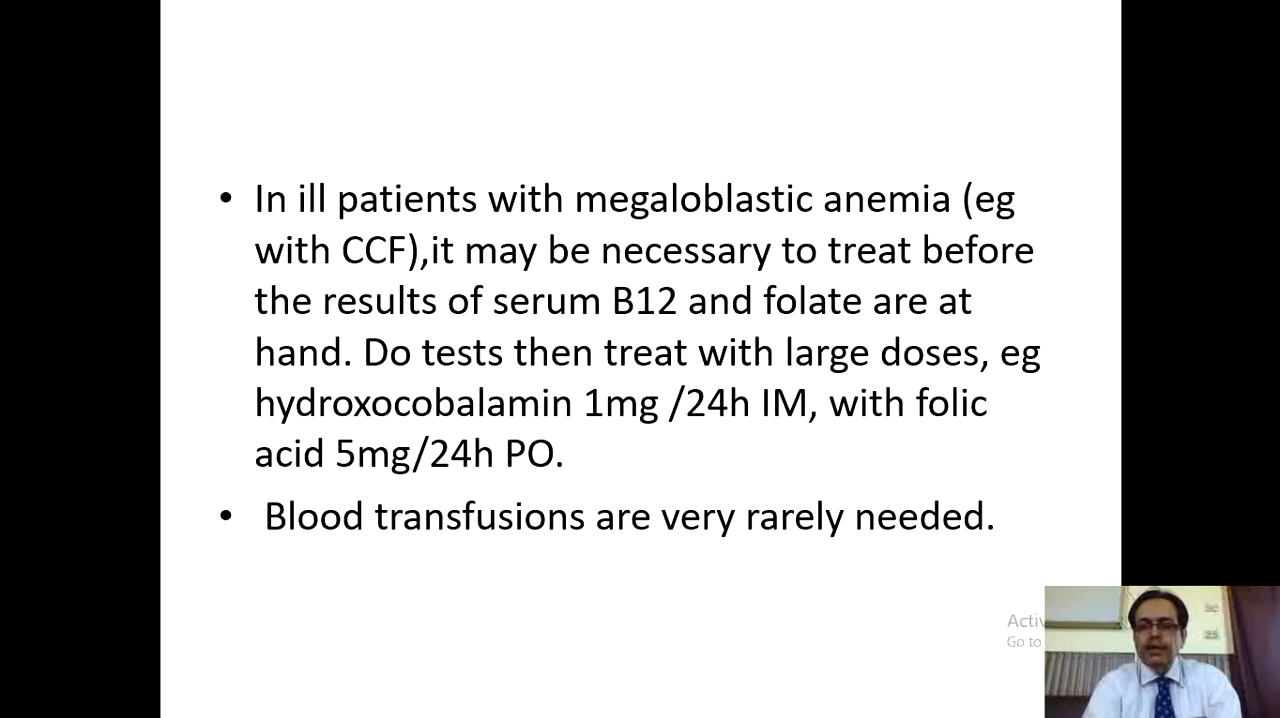 • In ill patients with megaloblastic anemia (eg
with CCF),it may be necessary to treat before
the results of serum B12 and folate are at
hand. Do tests then treat with large doses, eg
hydroxocobalamin 1mg /24h IM, with folic
acid 5mg/24h PO.
• Blood transfusions are very rarely needed.
Activ
Go to